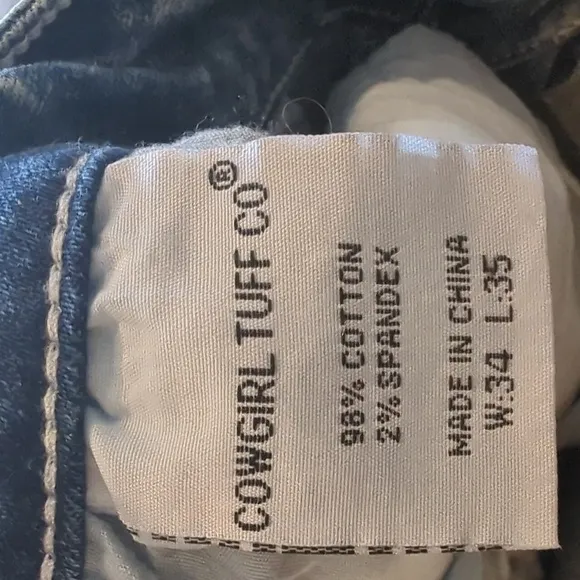 COWGIRL TUFF CO®
98% COTTON
2% SPANDEX
MADE IN CHINA
W:34 L:35